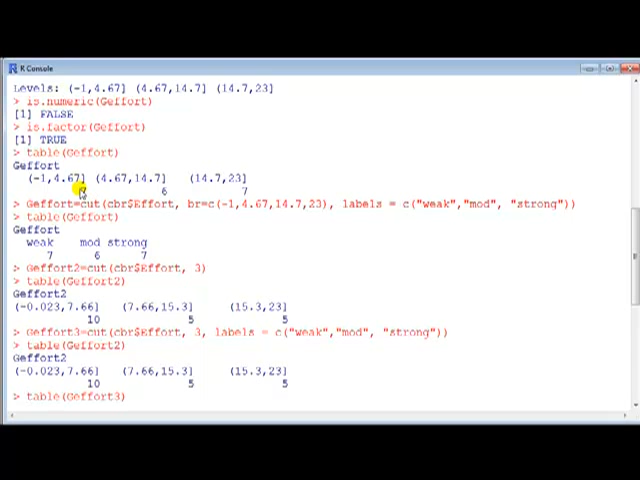 R Console
Levels: (-1,4.67] (4.67,14.7] (14.7,23]
> is.numeric(Geffort)
[1] FALSE
> is.factor(Geffort)
[1] TRUE
> table(Geffort)
Geffort
(-1,4.67] (4.67,14.7] (14.7,23]
7 6 7
> Geffort=cut(cbr$Effort, br=c(-1,4.67,14.7,23), labels = c("weak","mod", "strong"))
> table(Geffort)
Geffort
weak mod strong
7 6 7
> Geffort2=cut(cbr$Effort, 3)
> table(Geffort2)
Geffort2
(-0.023,7.66] (7.66,15.3] (15.3,23]
10 5 5
> Geffort3=cut(cbr$Effort, 3, labels = c("weak","mod", "strong"))
> table(Geffort2)
Geffort2
(-0.023,7.66] (7.66,15.3] (15.3,23]
10 5 5
> table(Geffort3)